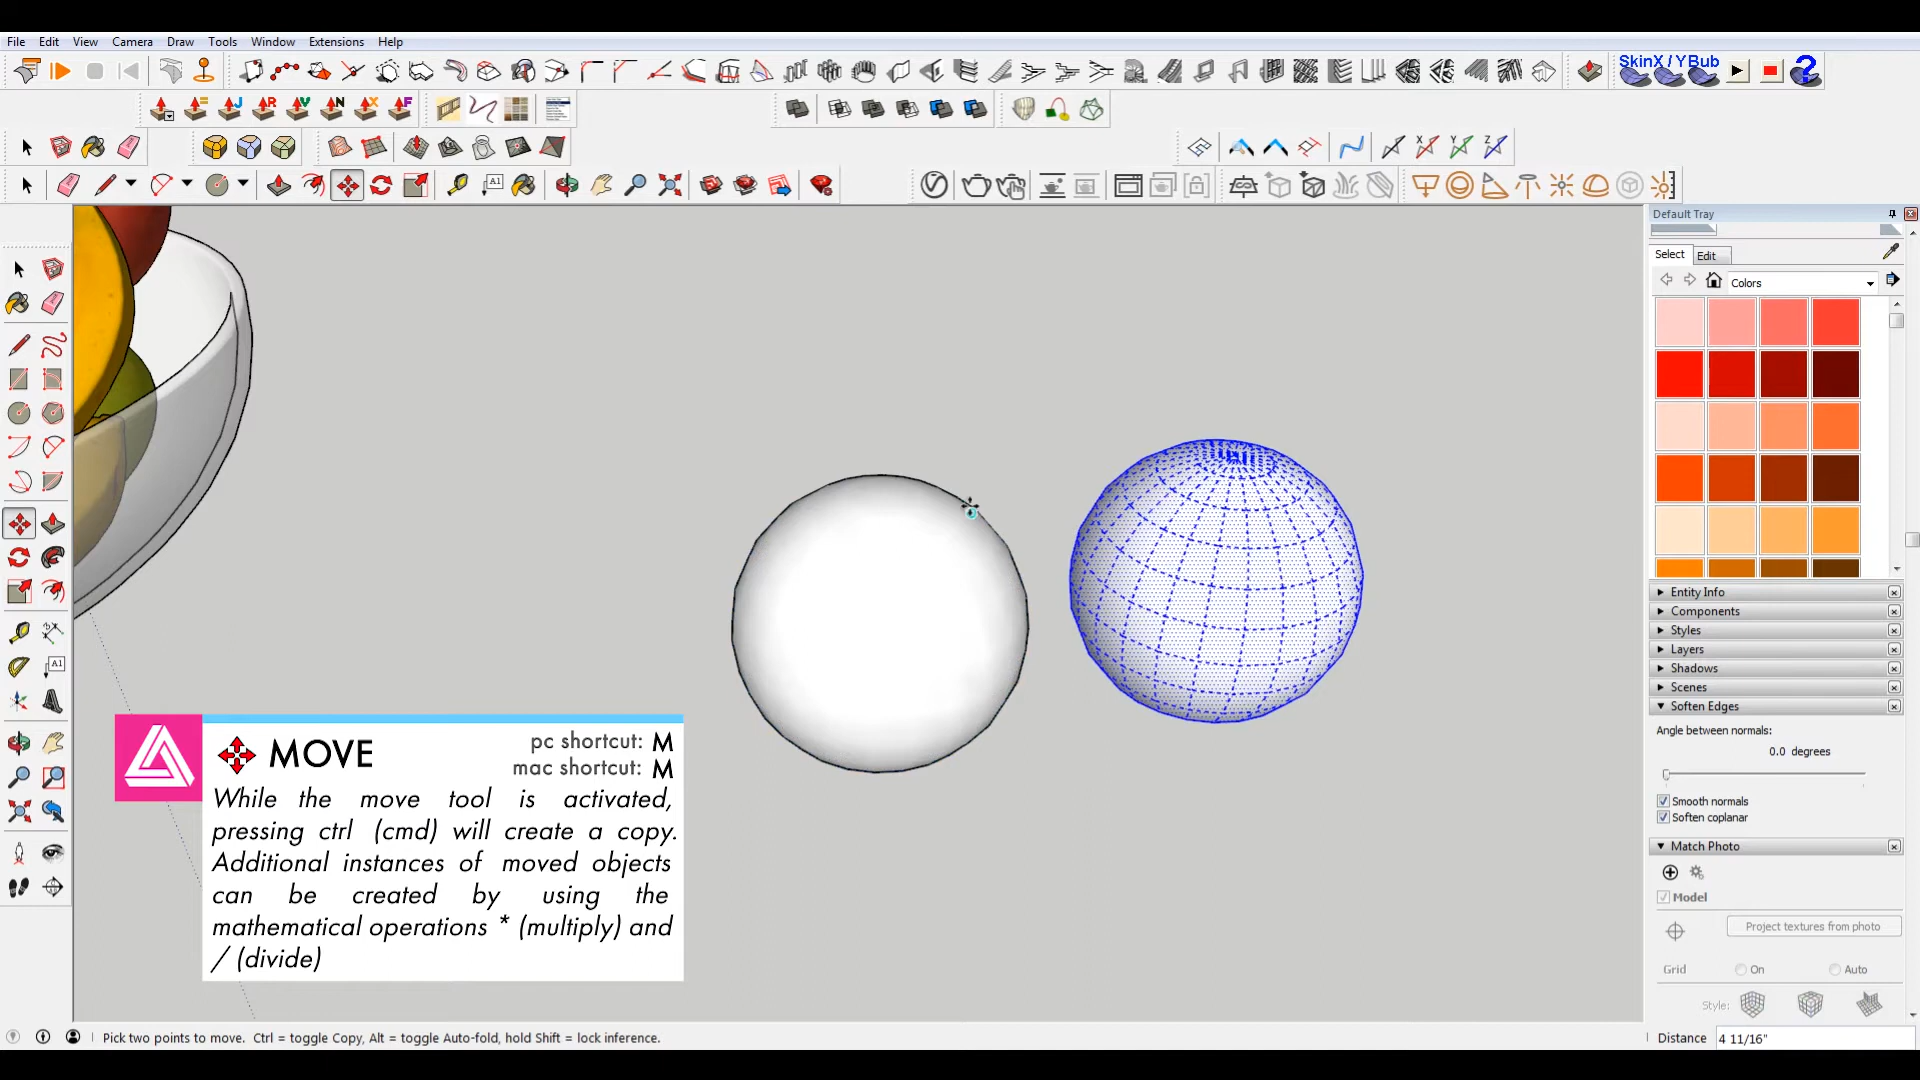 File Edit View Camera Draw Tools Window Extensions Help
SkinX / YBub
Default Tray
Select Edit
Colors
Entity Info
Components
Styles
Layers
Shadows
Scenes
Soften Edges
Angle between normals:
0.0 degrees
Smooth normals
Soften coplanar
Match Photo
Model
Project textures from photo
Grid On Auto
Style:
MOVE
pc shortcut: M
mac shortcut: M
While the move tool is activated,
pressing ctrl (cmd) will create a copy.
Additional instances of moved objects
can be created by using the
mathematical operations * (multiply) and
/ (divide)
Pick two points to move. Ctrl = toggle Copy, Alt = toggle Auto-fold, hold Shift = lock inference.
Distance 4 11/16"